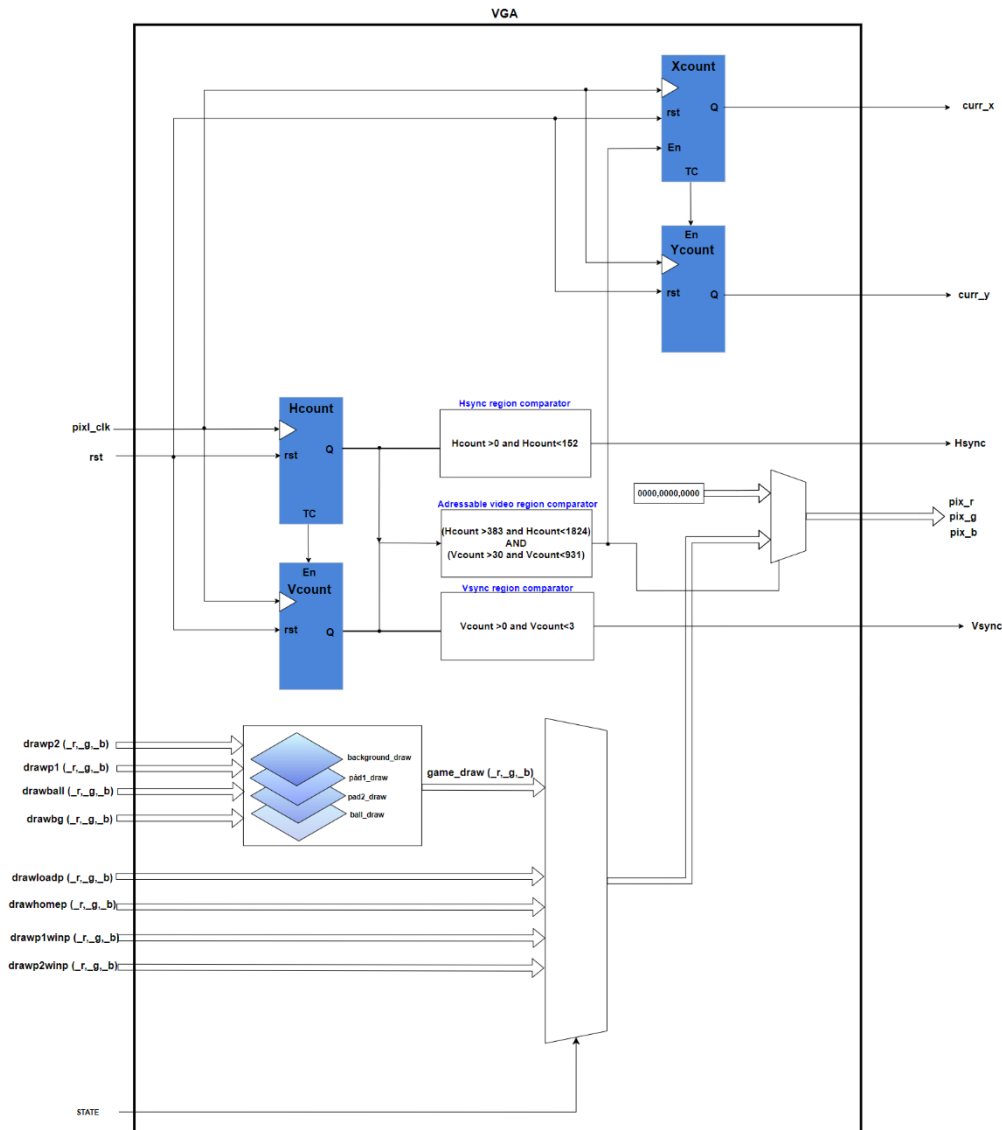 VGA
Xcount
Q
rst
En
TC
curr_x
En
Ycount
rst
Q
curr_y
Hcount
pixl_clk
Q
rst
rst
TC
Hsync region comparator
Hcount >0 and Hcount<152
Hsync
0000,0000,0000
Adressable video region comparator
(Hcount >383 and Hcount<1824)
AND
(Vcount >30 and Vcount<931)
pix_r
pix_g
pix_b
En
Vcount
rst
Q
Vsync region comparator
Vcount >0 and Vcount<3
Vsync
drawp2 (_r,_g,_b)
drawp1 (_r,_g,_b)
drawball (_r,_g,_b)
drawbg (_r,_g,_b)
background_draw
pad1_draw
pad2_draw
ball_draw
game_draw (_r,_g,_b)
drawloadp (_r,_g,_b)
drawhomep (_r,_g,_b)
drawp1winp (_r,_g,_b)
drawp2winp (_r,_g,_b)
STATE